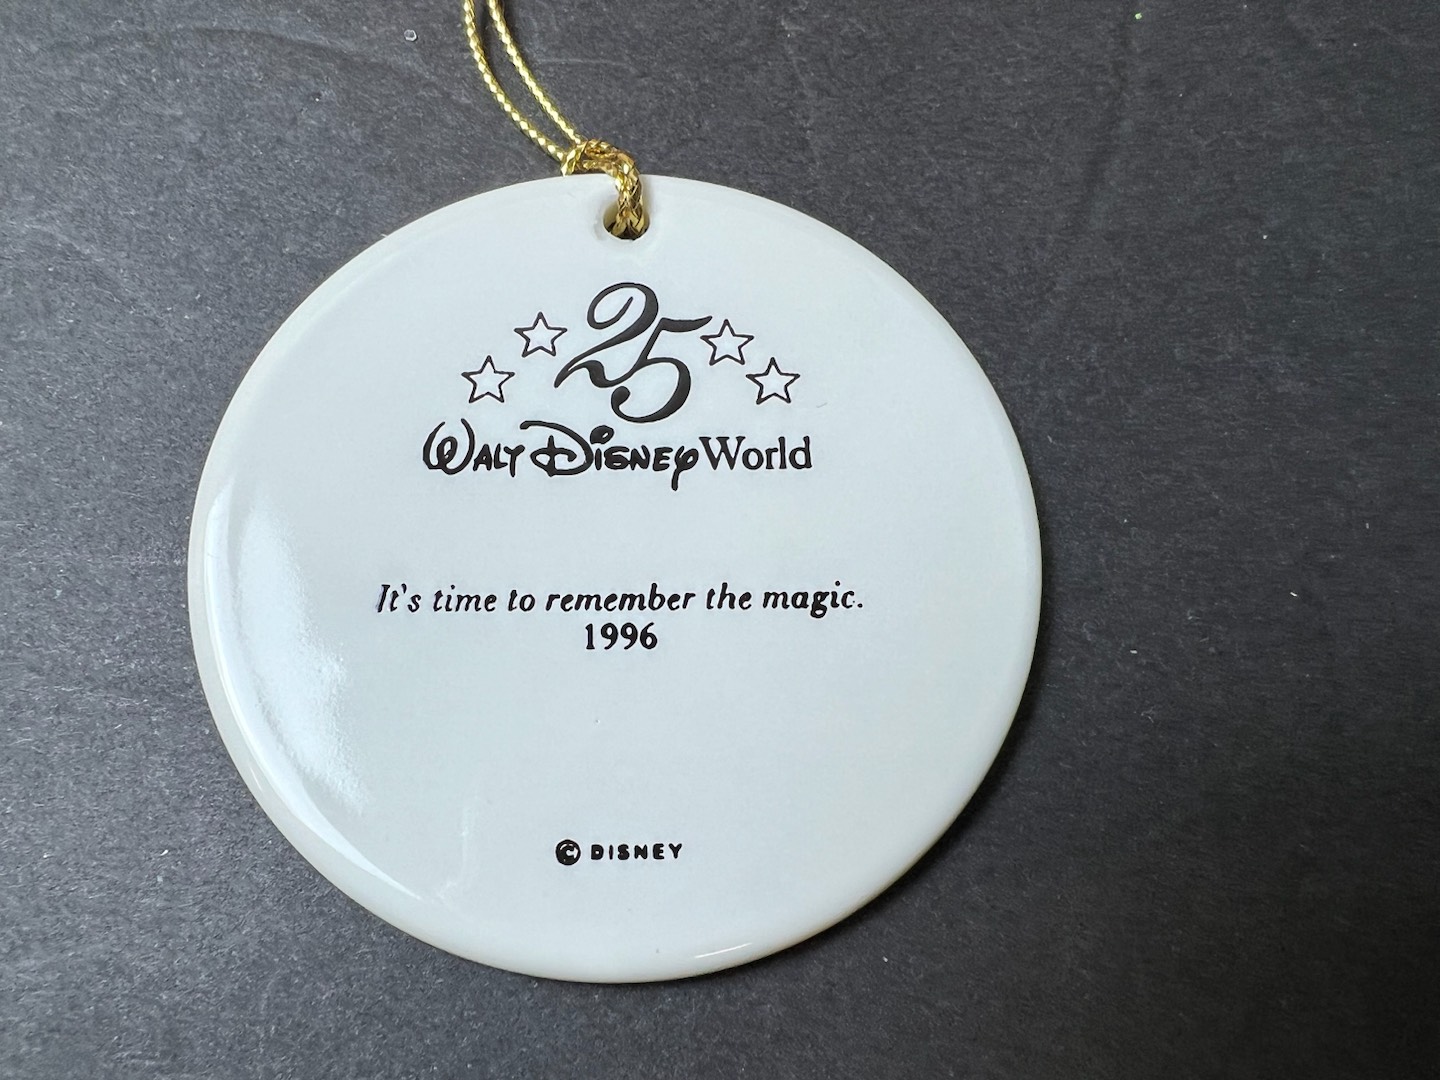 25
Walt Disney World
It's time to remember the magic.
1996
© DISNEY